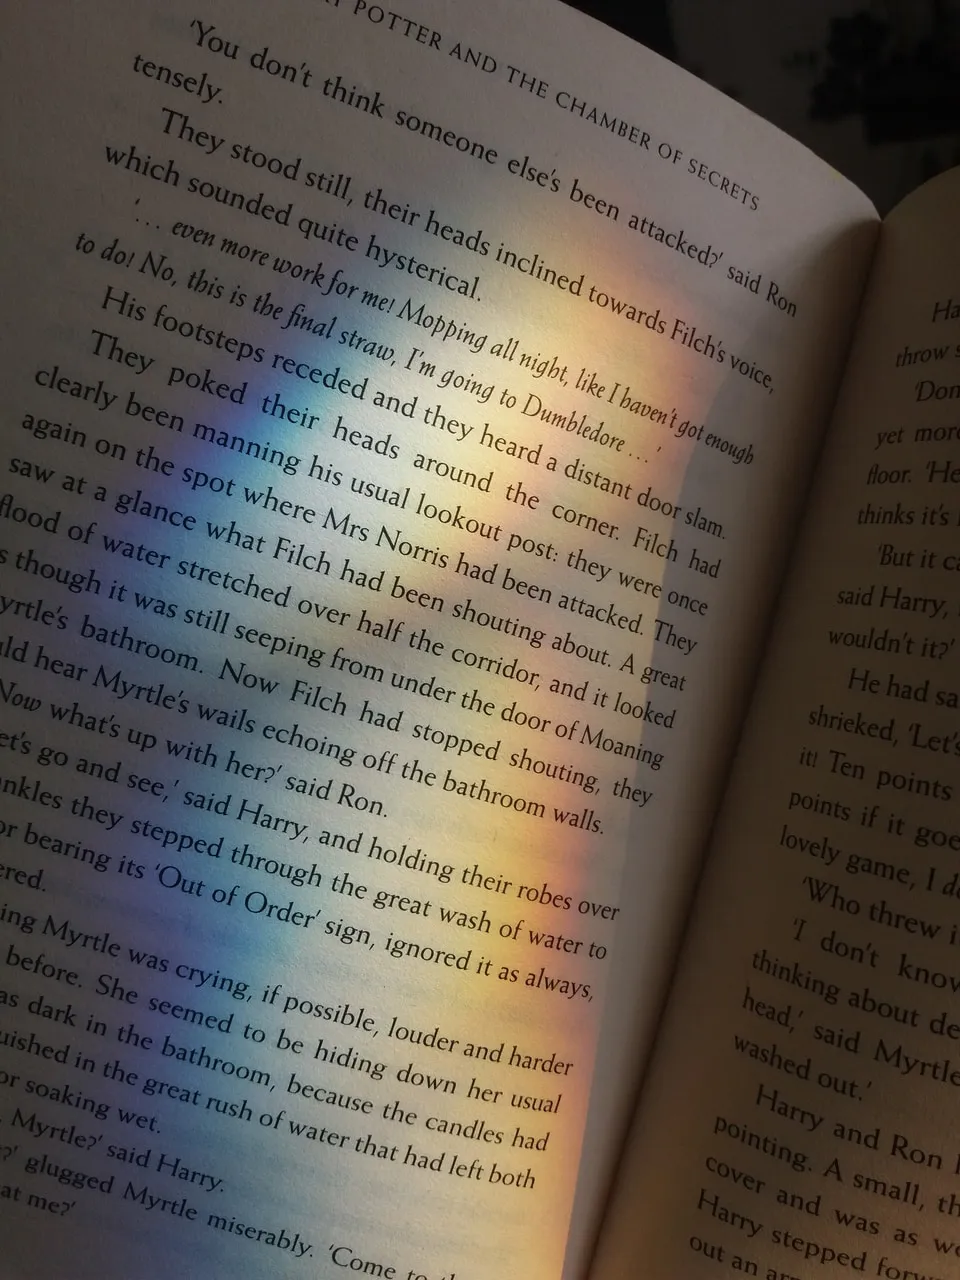 POTTER AND THE CHAMBER OF SECRETS
'You don't think someone else's been attacked?' said Ron
tensely.
They stood still, their heads inclined towards Filch's voice,
which sounded quite hysterical.
'... even more work for me! Mopping all night, like I haven't got enough
to do! No, this is the final straw, I'm going to Dumbledore ...'
His footsteps receded and they heard a distant door slam.
They poked their heads around the corner. Filch had
clearly been manning his usual lookout post: they were once
again on the spot where Mrs Norris had been attacked. They
saw at a glance what Filch had been shouting about. A great
flood of water stretched over half the corridor, and it looked
s though it was still seeping from under the door of Moaning
yrtle's bathroom. Now Filch had stopped shouting, they
uld hear Myrtle's wails echoing off the bathroom walls.
Now what's up with her?' said Ron.
et's go and see,' said Harry, and holding their robes over
nkles they stepped through the great wash of water to
or bearing its 'Out of Order' sign, ignored it as always,
ered.
ing Myrtle was crying, if possible, louder and harder
before. She seemed to be hiding down her usual
as dark in the bathroom, because the candles had
uished in the great rush of water that had left both
or soaking wet.
Myrtle?' said Harry.
?' glugged Myrtle miserably. 'Come to
at me?'
Ha
throw s
'Don
yet more
floor. 'He
thinks it's
'But it c
said Harry,
wouldn't it?'
He had sa
shrieked, 'Let's
it! Ten points
points if it goe
lovely game, I d
'Who threw i
'I don't know
thinking about de
head,' said Myrtle
washed out.'
Harry and Ron
pointing. A small, th
cover and was as we
Harry stepped forw
out an ar